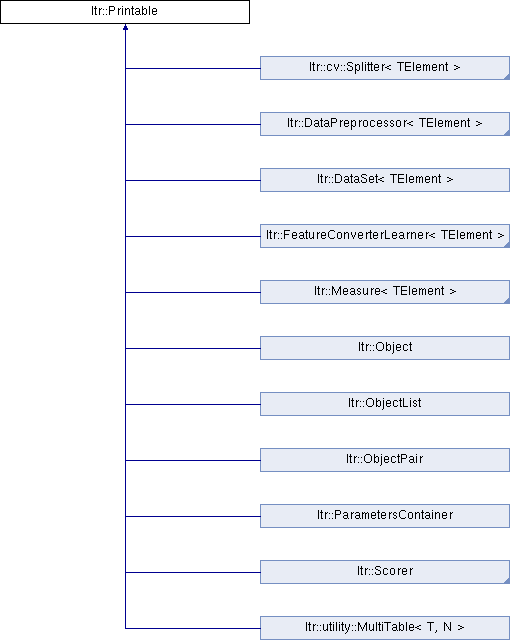 ltr::Printable
ltr::cv::Splitter< TElement >
ltr::DataPreprocessor< TElement >
ltr::DataSet< TElement >
ltr::FeatureConverterLearner< TElement >
ltr::Measure< TElement >
ltr::Object
ltr::ObjectList
ltr::ObjectPair
ltr::ParametersContainer
ltr::Scorer
ltr::utility::MultiTable< T, N >